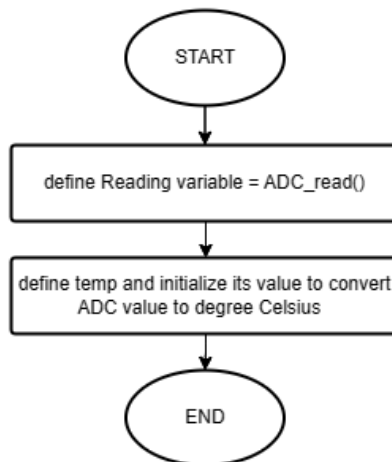 START
define Reading variable = ADC_read()
define temp and initialize its value to convert
ADC value to degree Celsius
END